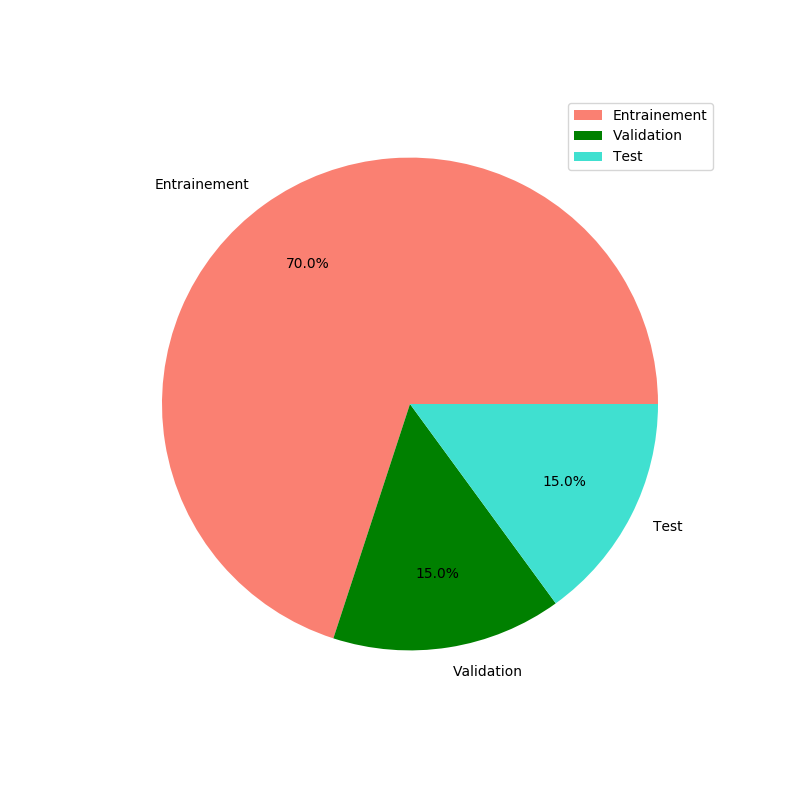 Entrainement
Validation
Test
Entrainement
70.0%
15.0%
Test
15.0%
Validation